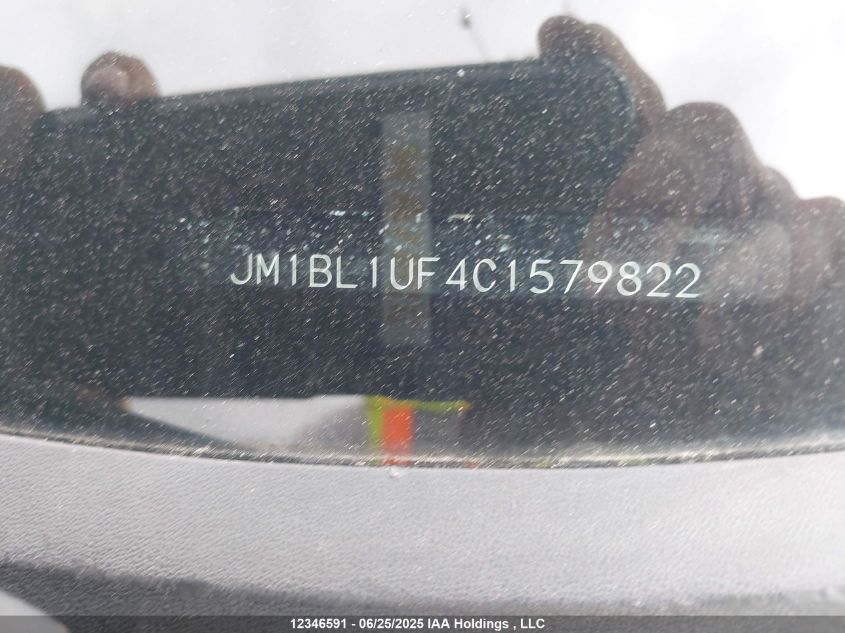 JM1BL1UF4C1579822
12346591 - 06/25/2025 IAA Holdings , LLC